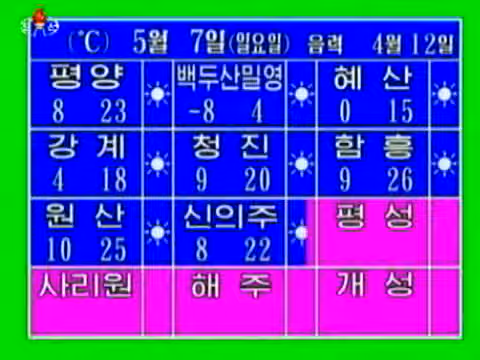 (℃) 5월 7일(일요일) 음력 4월 12일
평양 백두산밀영 혜산
8 23 -8 4 0 15
강계 청진 함흥
4 18 9 20 9 26
원산 신의주 평성
10 25 8 22
사리원 해주 개성